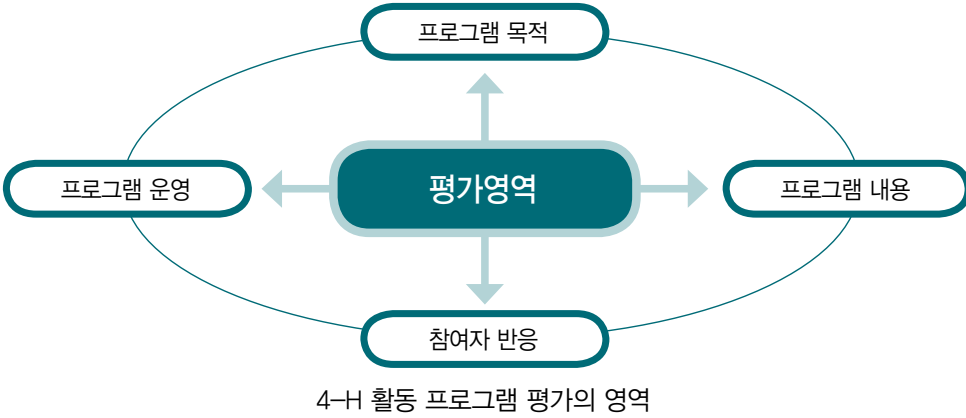 프로그램 목적
프로그램 운영
평가영역
프로그램 내용
참여자 반응
4-H 활동 프로그램 평가의 영역